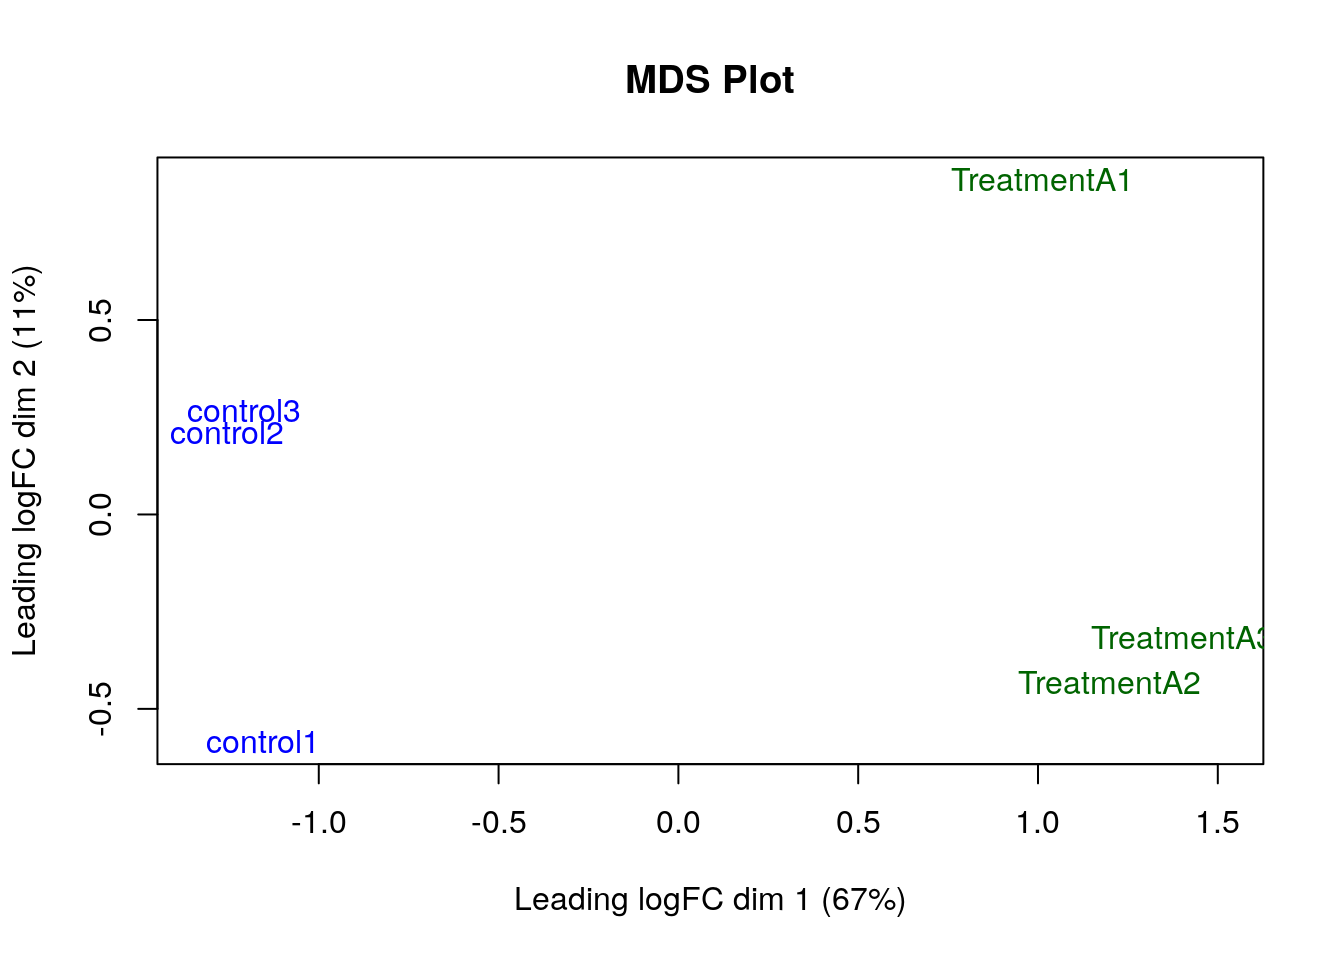 MDS Plot
TreatmentA1
control3
control2
TreatmentA3
TreatmentA2
control1
Leading logFC dim 2 (11%)
0.5
0.0
-0.5
-1.0 -0.5 0.0 0.5 1.0 1.5
Leading logFC dim 1 (67%)